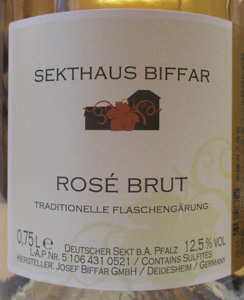 SEKTHAUS BIFFAR
ROSÉ BRUT
TRADITIONELLE FLASCHENGÄRUNG
0,75 L e 12.5 % VOL
DEUTSCHER SEKT B.A. PFALZ
L-A.P.NR. 5 106 431 0521 / CONTAINS SULFITES
HERSTELLER: JOSEF BIFFAR GMBH / DEIDESHEIM / GERMANY